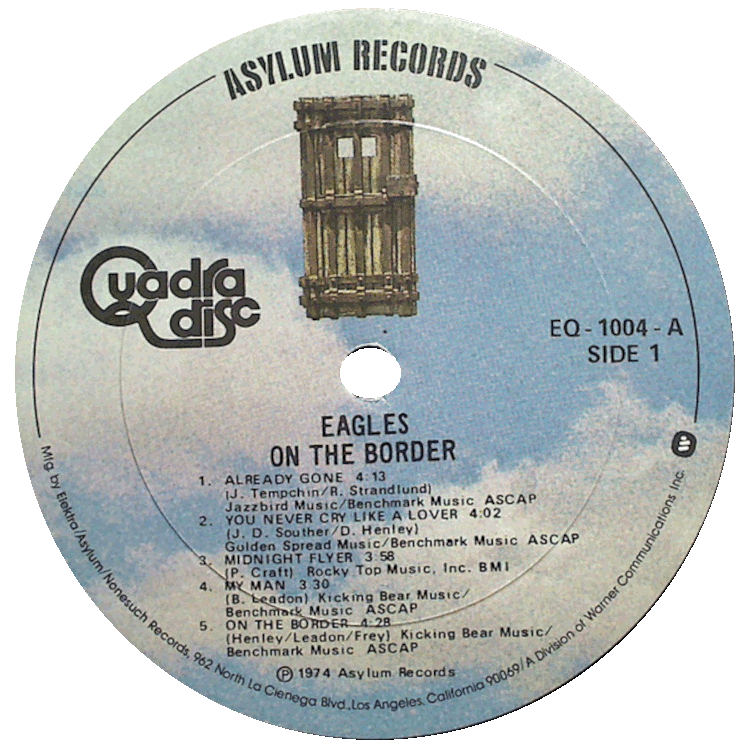 ASYLUM RECORDS
Quadra
disc
EQ - 1004 - A
SIDE 1
EAGLES
ON THE BORDER
1. ALREADY GONE 4:13
(J. Tempchin/R. Strandlund)
Jazzbird Music/Benchmark Music ASCAP
2. YOU NEVER CRY LIKE A LOVER 4:02
(J. D. Souther/D. Henley)
Golden Spread Music/Benchmark Music ASCAP
3. MIDNIGHT FLYER 3:58
(P. Craft) Rocky Top Music, Inc. BMI
4. MY MAN 3:30
(B. Leadon) Kicking Bear Music/
Benchmark Music ASCAP
5. ON THE BORDER 4:28
(Henley/Leadon/Frey) Kicking Bear Music/
Benchmark Music ASCAP
Ⓟ 1974 Asylum Records
Mfg. by Elektra/Asylum/Nonesuch Records, 962 North La Cienega Blvd., Los Angeles, California 90069/A Division of Warner Communications Inc.